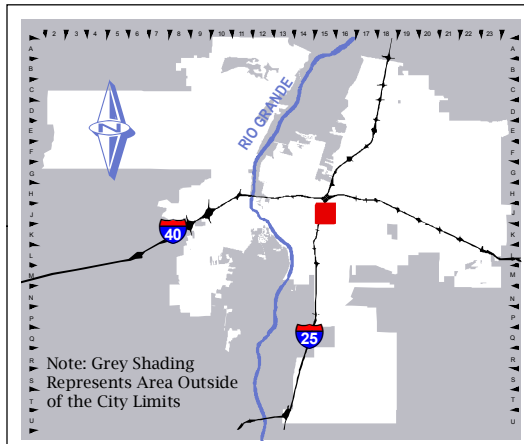 2 3 4 5 6 7 8 9 10 11 12 13 14 15 16 17 18 19 20 21 22 23
A A
B B
C C
D D
E E
F F
G G
H H
J J
K K
L L
M M
N N
P P
Q Q
R R
S S
T T
U U
N
RIO GRANDE
40
25
Note: Grey Shading
Represents Area Outside
of the City Limits